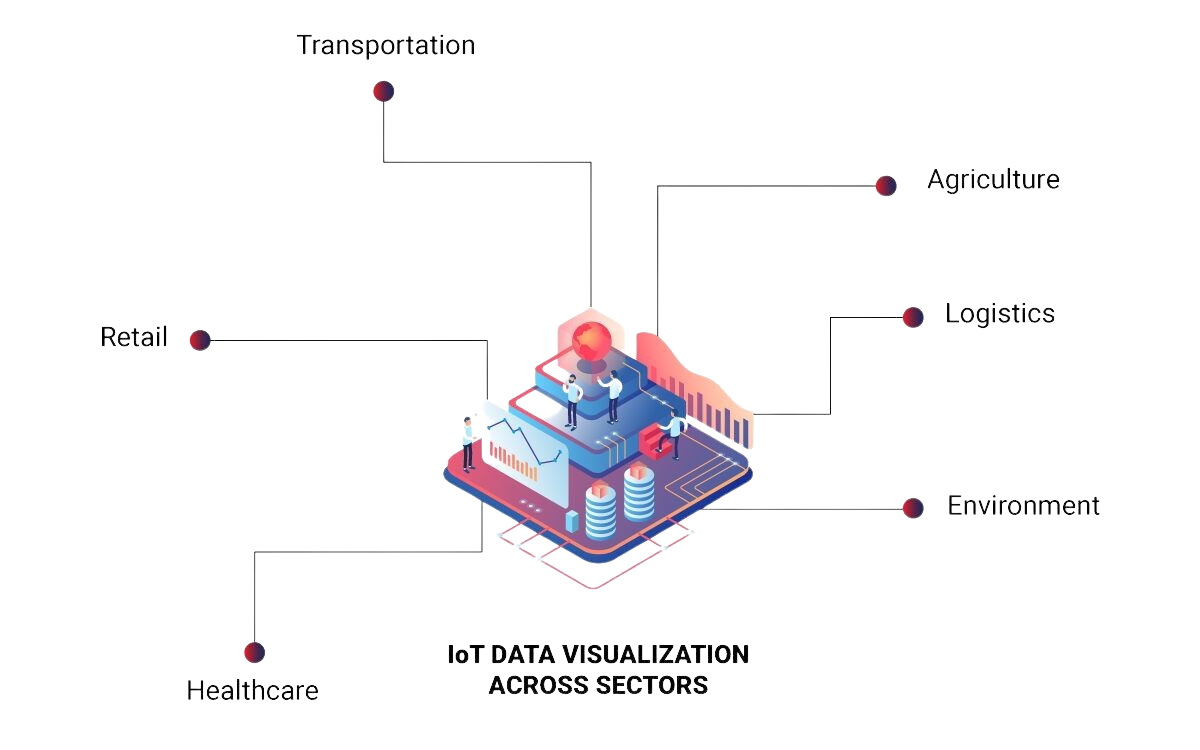 Transportation
Agriculture
Logistics
Retail
Environment
Healthcare
IoT DATA VISUALIZATION
ACROSS SECTORS